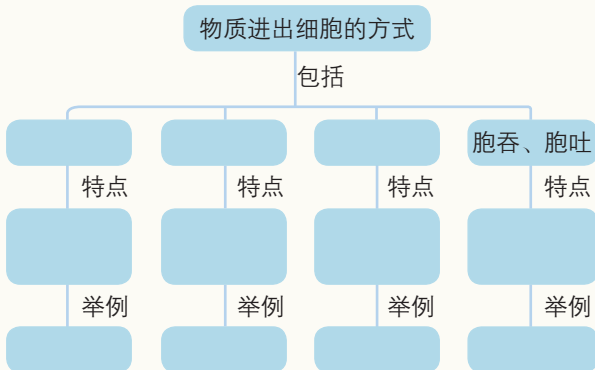 物质进出细胞的方式
包括
胞吞、胞吐
特点 特点 特点 特点
举例 举例 举例 举例